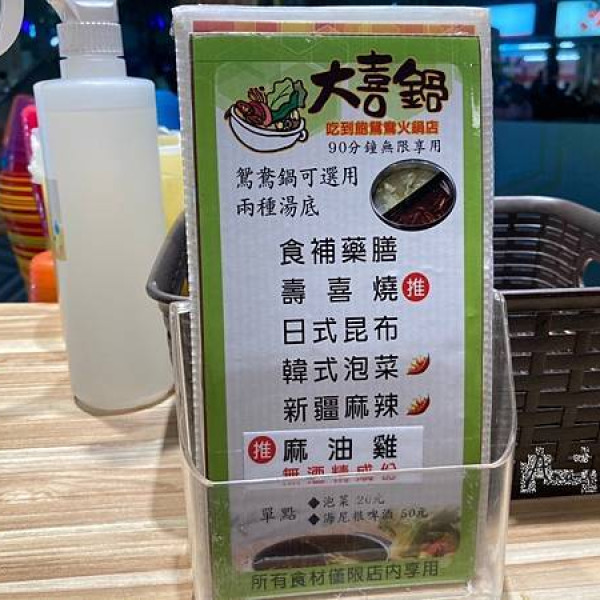 大喜鍋
吃到飽鴛鴦火鍋店
90分鐘無限享用
鴛鴦鍋可選用
兩種湯底
食補藥膳
壽喜燒 推
日式昆布
韓式泡菜
新疆麻辣
推 麻油雞
無酒精成份
單點
◆泡菜 20元
◆海尼根啤酒 50元
所有食材僅限店內享用